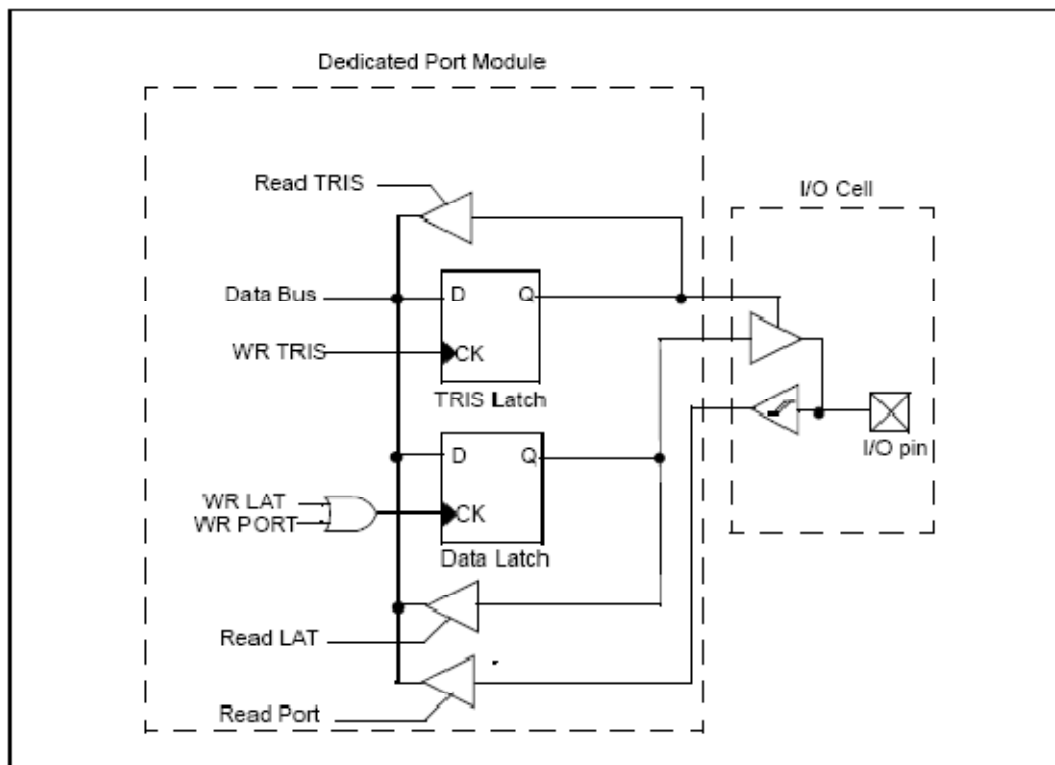 Dedicated Port Module
Read TRIS
I/O Cell
Data Bus
D
Q
WR TRIS
CK
TRIS Latch
I/O pin
D
Q
WR LAT
WR PORT
CK
Data Latch
Read LAT
Read Port